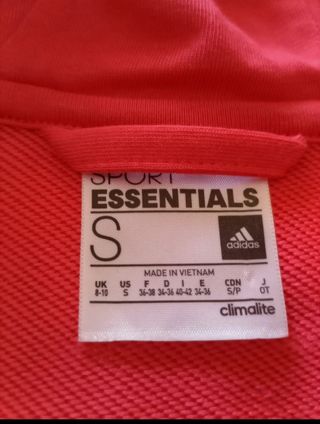 SPORT
ESSENTIALS
S
adidas
MADE IN VIETNAM
UK US F D I E CDN J
8-10 S 36-38 34-36 40-42 34-36 S/P OT
climalite